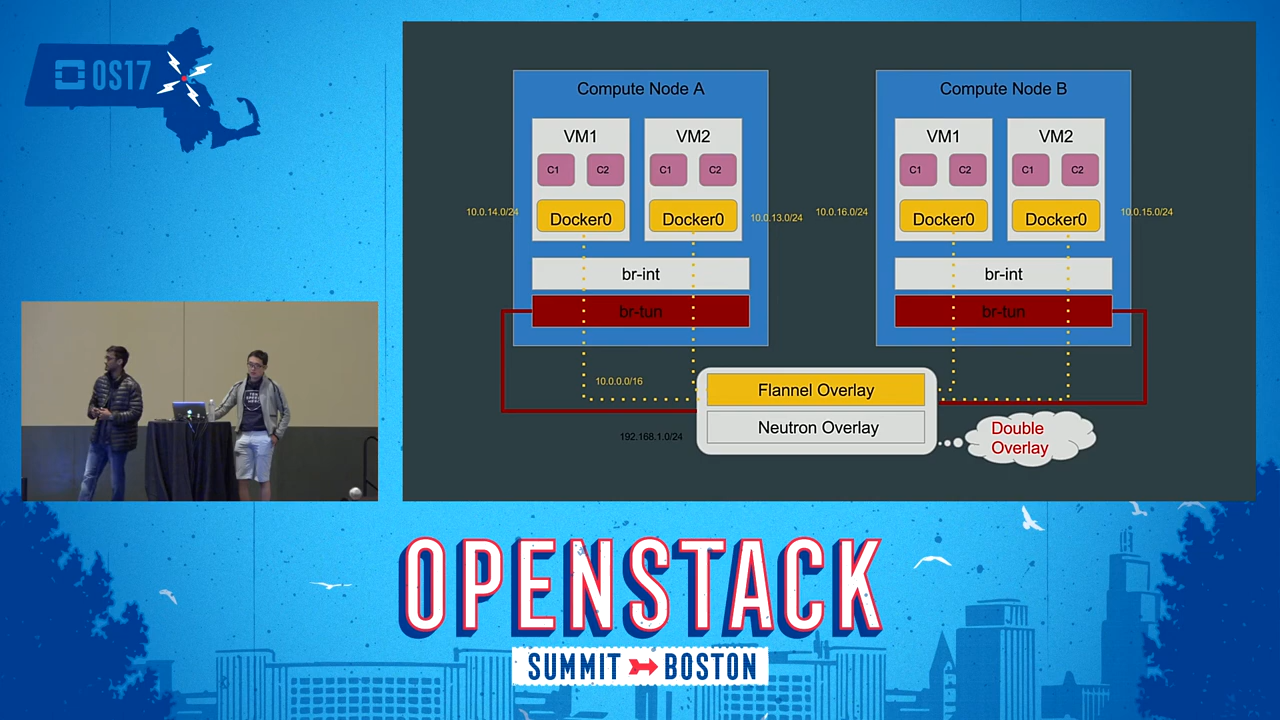 OS17
Compute Node A
VM1
VM2
C1
C2
C1
C2
10.0.14.0/24
Docker0
Docker0
10.0.13.0/24
br-int
br-tun
Compute Node B
VM1
VM2
C1
C2
C1
C2
10.0.16.0/24
Docker0
Docker0
10.0.15.0/24
br-int
br-tun
10.0.0.0/16
Flannel Overlay
192.168.1.0/24
Neutron Overlay
Double
Overlay
OPENSTACK
SUMMIT BOSTON